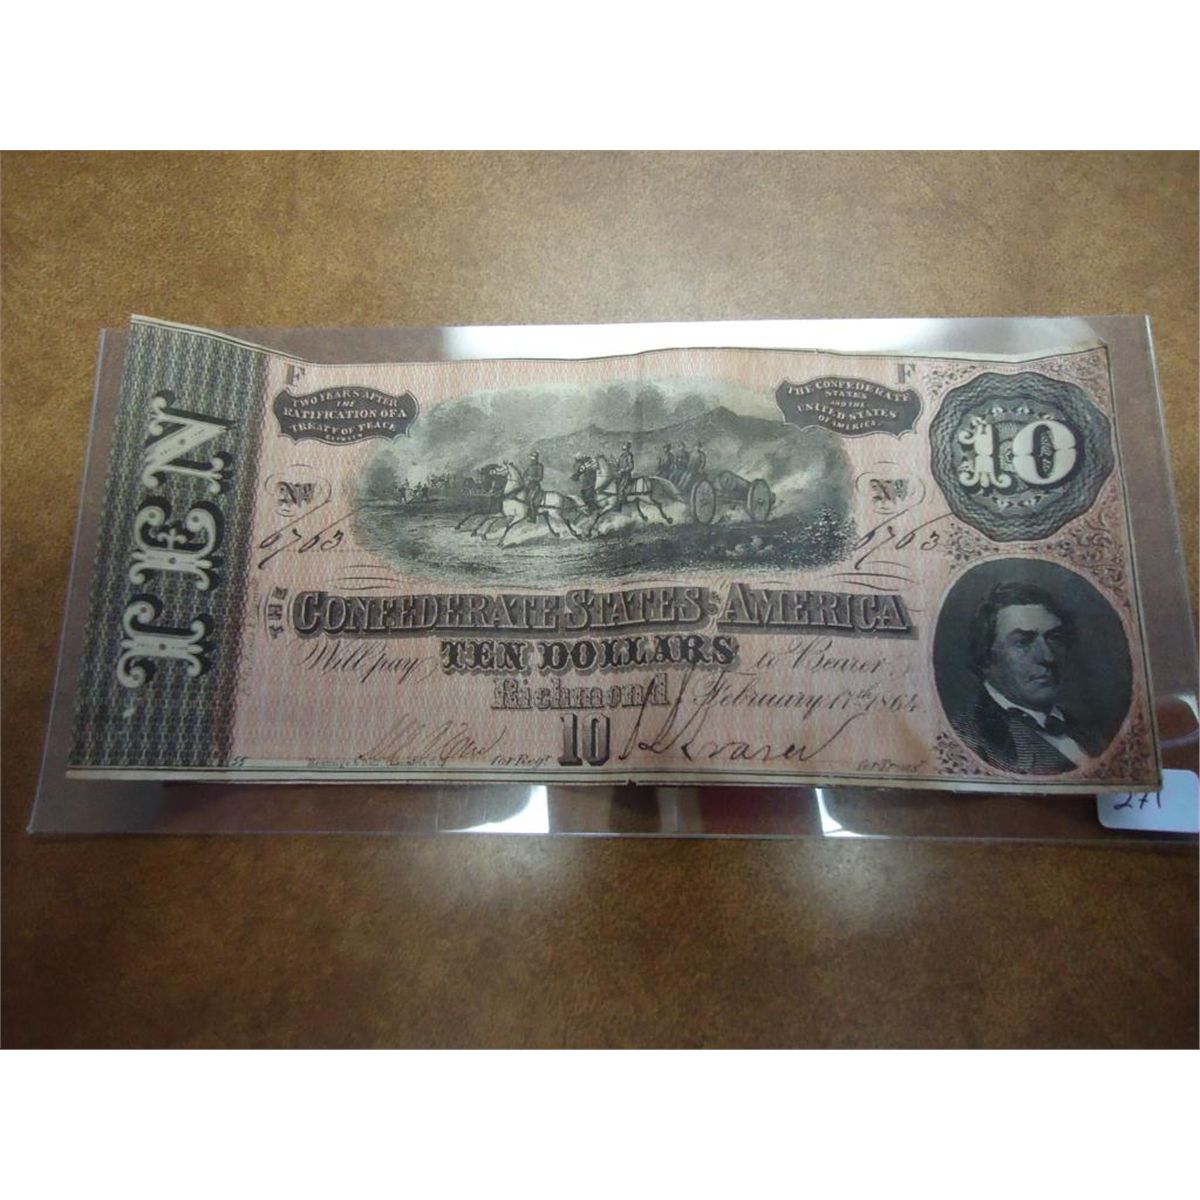 TEN
F
F
TWO YEARS AFTER
THE
RATIFICATION OF A
TREATY OF PEACE
BETWEEN
THE CONFEDERATE
STATES
AND THE
UNITED STATES
OF AMERICA.
10
No
6763
No
6763
THE
CONFEDERATE STATES OF AMERICA
Will pay TEN DOLLARS to Bearer
Richmond February 17th 1864
10
for Regr.
for Treasr.
271